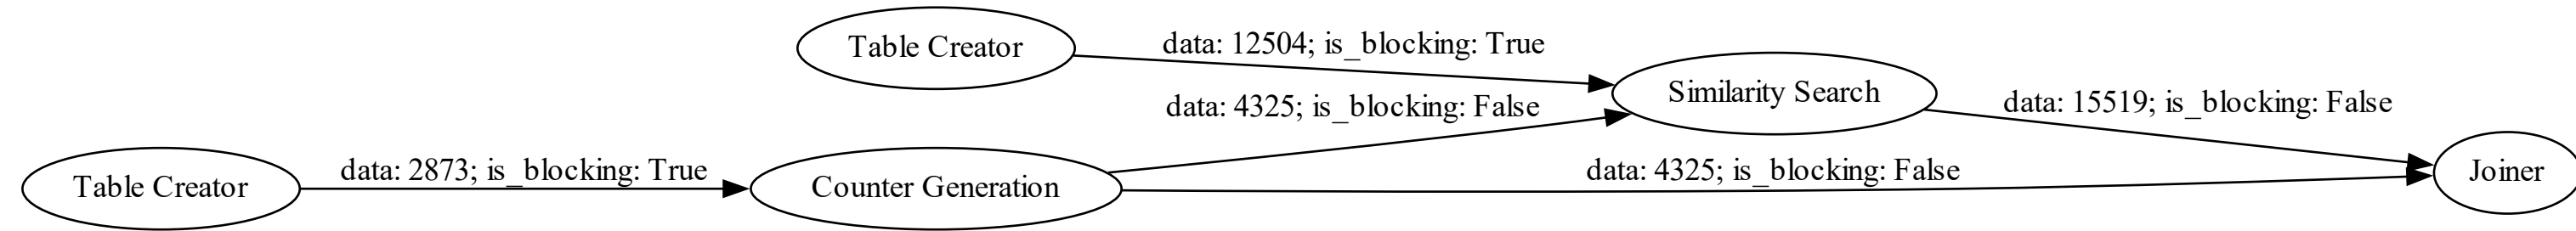 Table Creator
data: 12504; is_blocking: True
Similarity Search
data: 4325; is_blocking: False
data: 15519; is_blocking: False
Table Creator
data: 2873; is_blocking: True
Counter Generation
data: 4325; is_blocking: False
Joiner